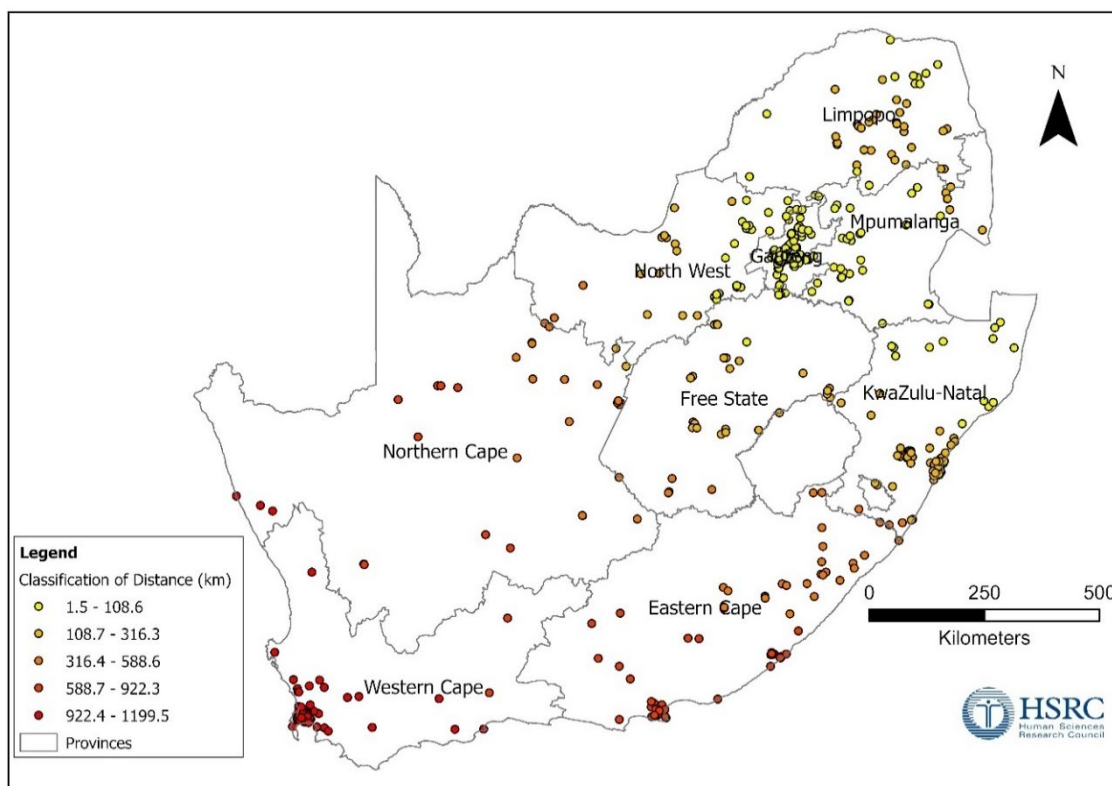 N
Limpopo
Mpumalanga
Gauteng
North West
Free State
KwaZulu-Natal
Northern Cape
Eastern Cape
Western Cape
0 250 500
Kilometers
Legend
Classification of Distance (km)
1.5 - 108.6
108.7 - 316.3
316.4 - 588.6
588.7 - 922.3
922.4 - 1199.5
Provinces
HSRC
Human Sciences
Research Council